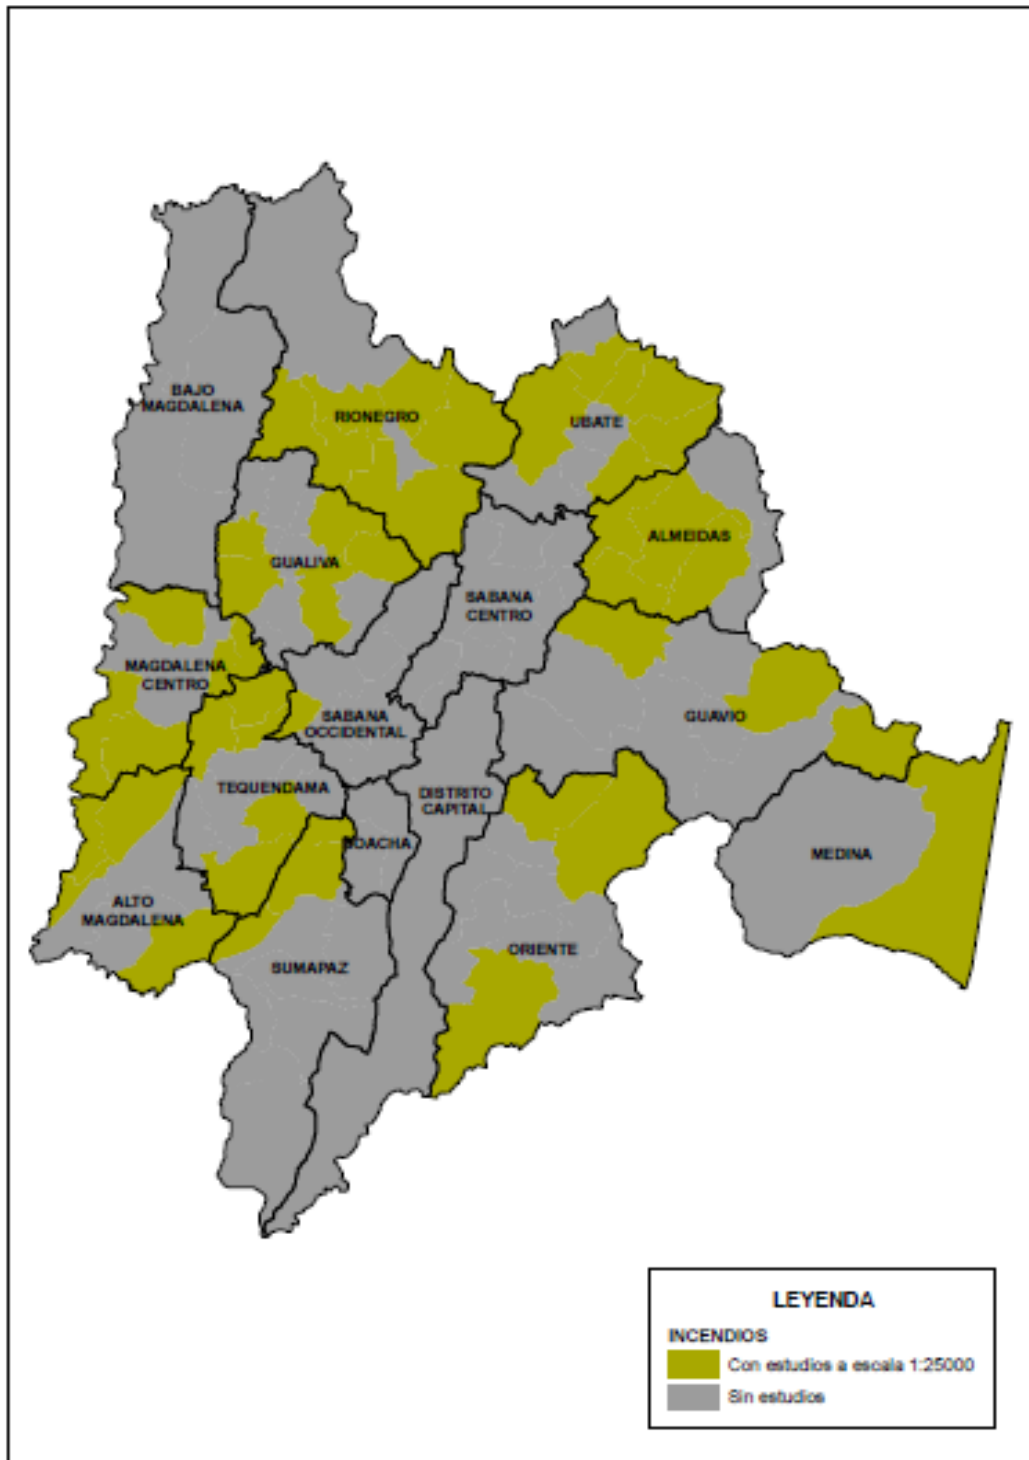 BAJO
MAGDALENA
RIONEGRO
UBATE
ALMEIDAS
GUALIVA
SABANA
CENTRO
MAGDALENA
CENTRO
SABANA
OCCIDENTAL
GUAVIO
TEQUENDAMA
DISTRITO
CAPITAL
SOACHA
MEDINA
ALTO
MAGDALENA
ORIENTE
SUMAPAZ
LEYENDA
INCENDIOS
Con estudios a escala 1:25000
Sin estudios